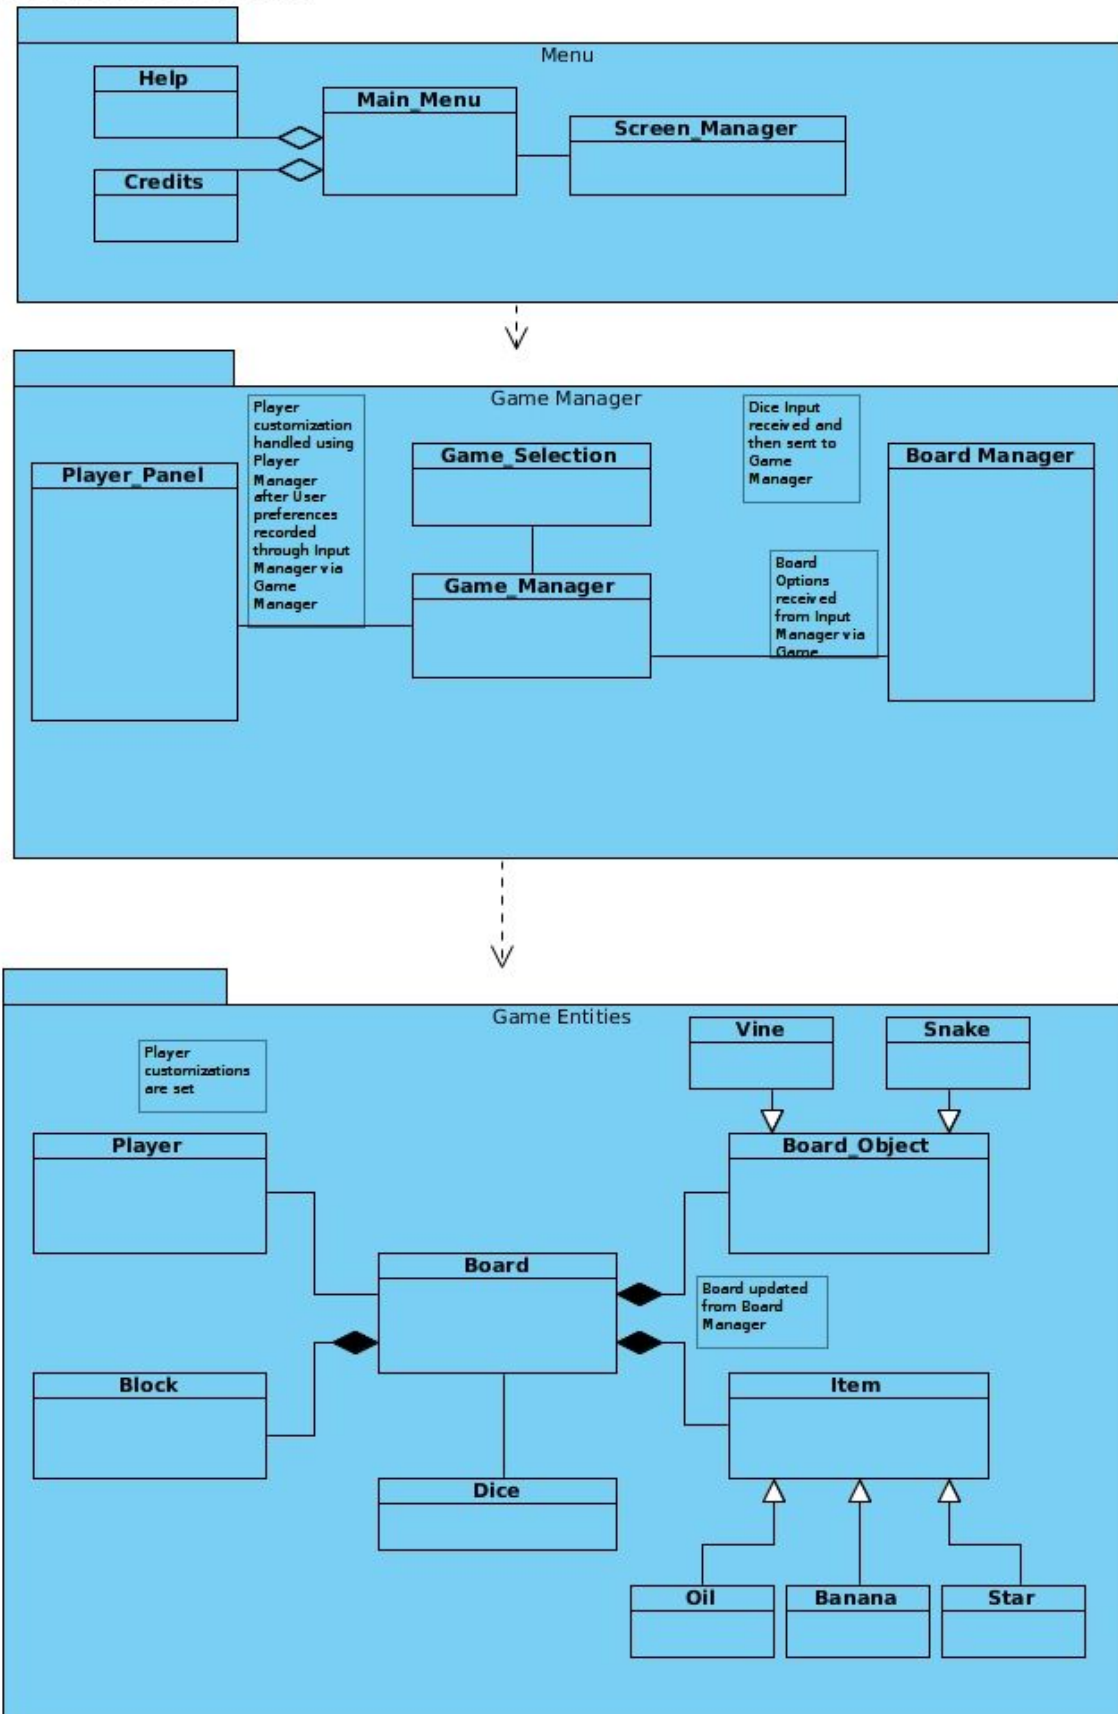 Menu
Help
Main_Menu
Screen_Manager
Credits
Game Manager
Player
customization
handled using
Player
Manager
after User
preferences
recorded
through Input
Manager via
Game
Manager
Dice Input
received and
then sent to
Game
Manager
Player_Panel
Game_Selection
Board Manager
Game_Manager
Board
Options
received
from Input
Manager via
Game
Game Entities
Vine
Snake
Player
customizations
are set
Player
Board_Object
Board
Board updated
from Board
Manager
Block
Item
Dice
Oil
Banana
Star